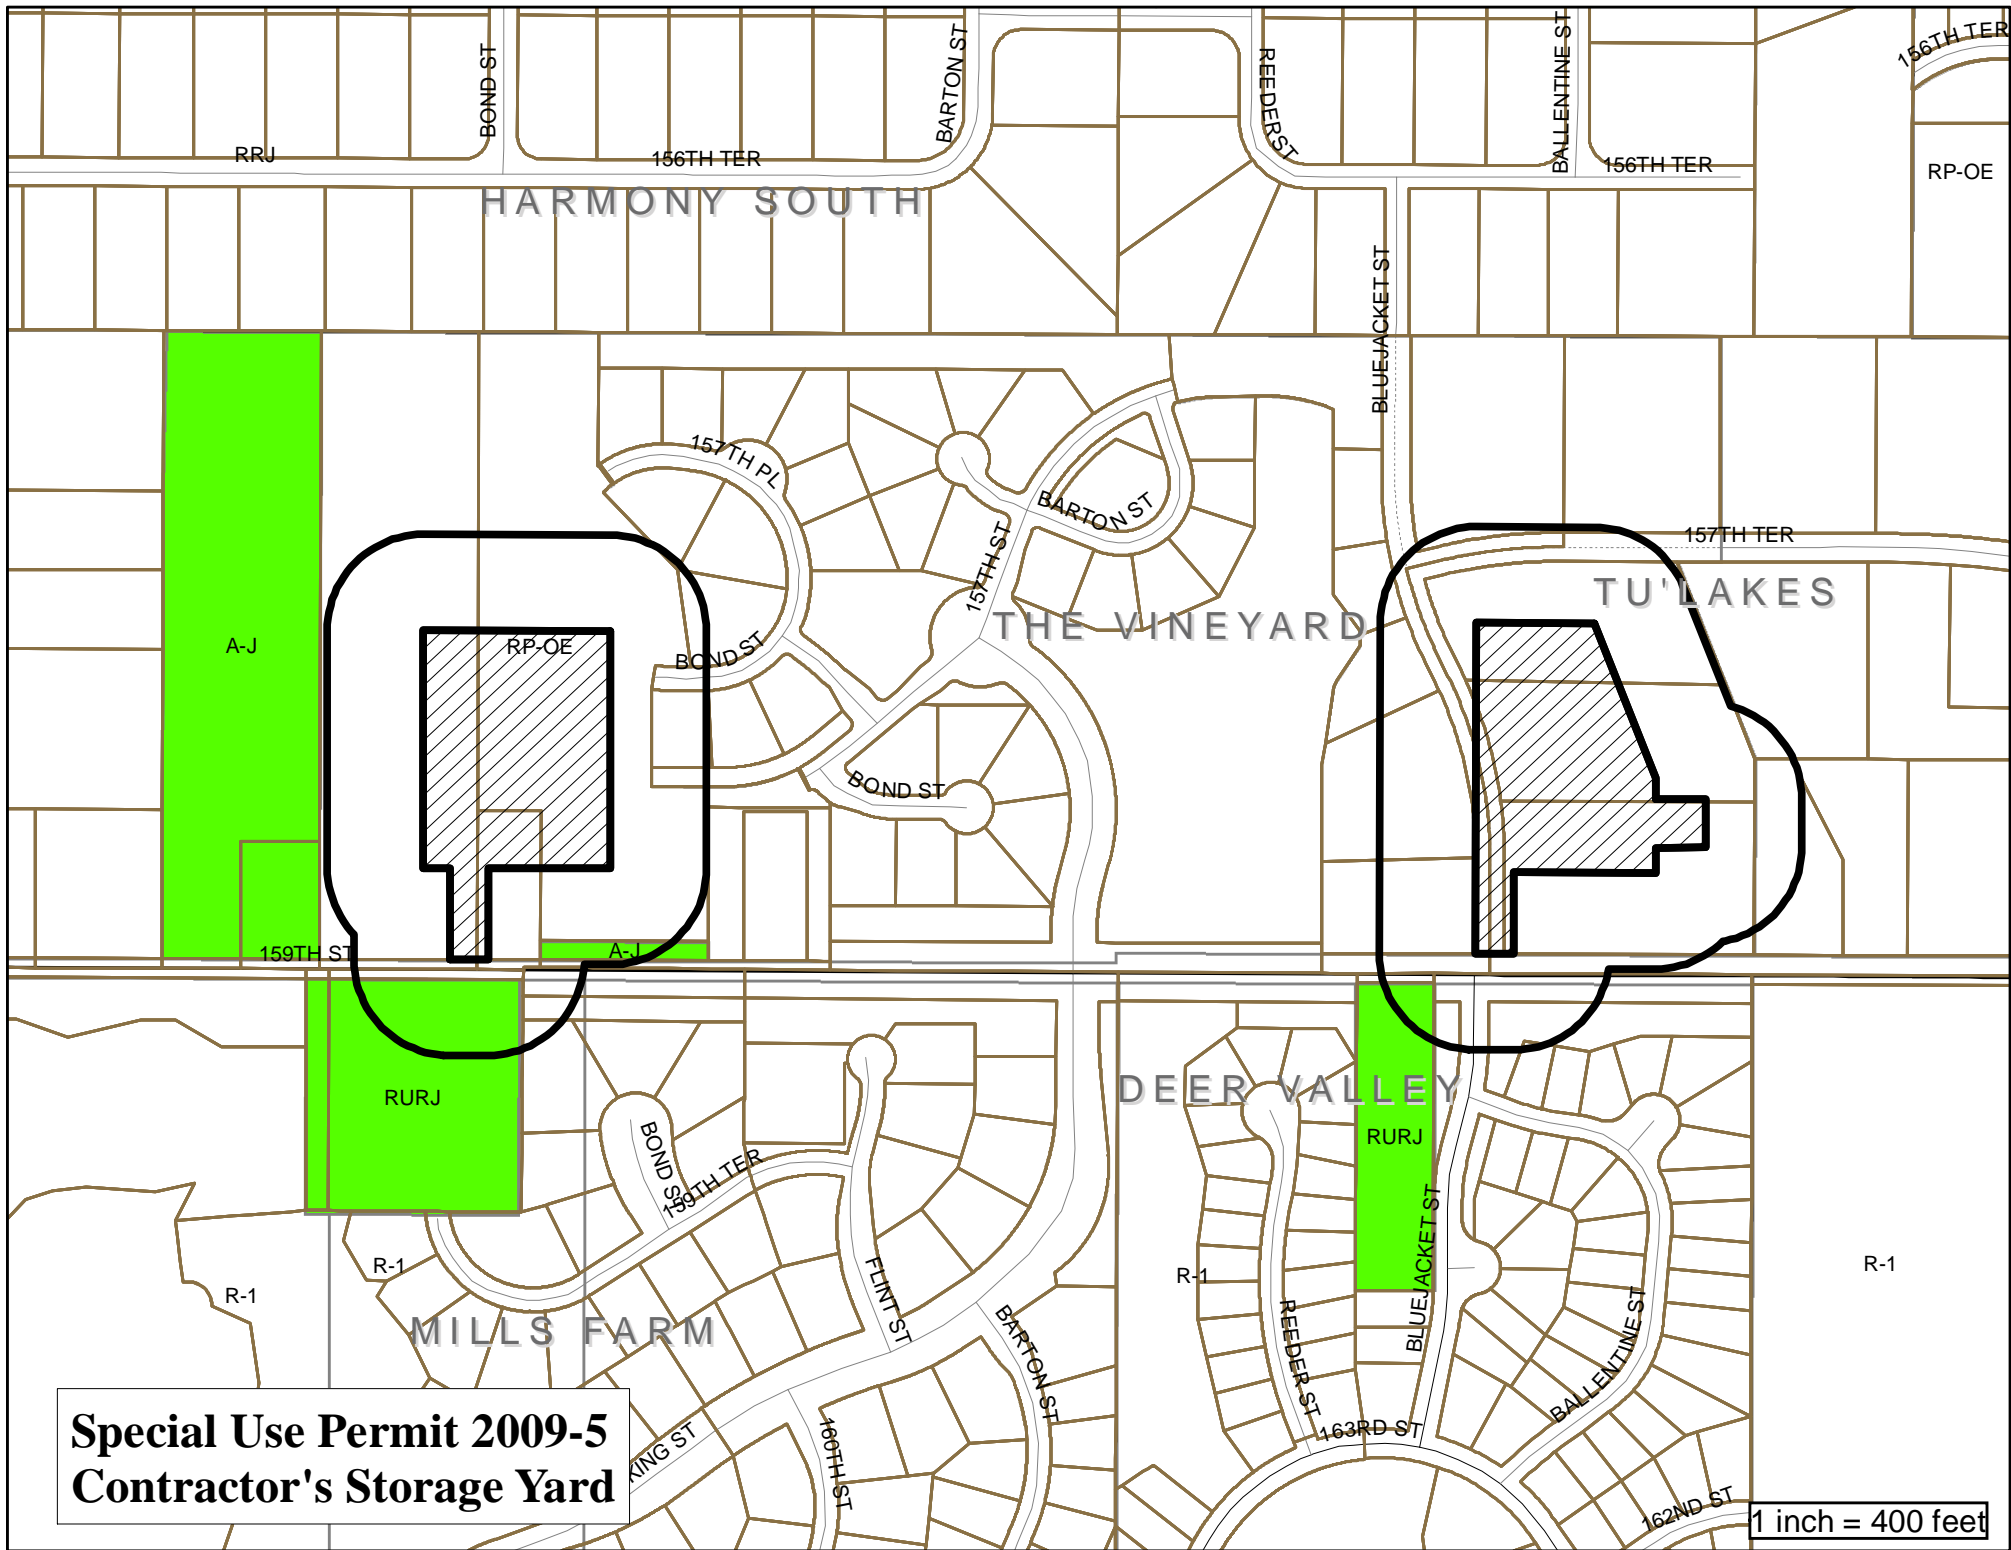 BOND ST
BARTON ST
REEDER ST
BALLENTINE ST
156TH TER
RRJ
156TH TER
156TH TER
RP-OE
HARMONY SOUTH
BLUEJACKET ST
157TH PL
BARTON ST
157TH ST
157TH TER
TU'LAKES
THE VINEYARD
A-J
RP-OE
BOND ST
BOND ST
159TH ST
A-J
RURJ
DEER VALLEY
RURJ
BOND ST
159TH TER
BLUEJACKET ST
R-1
R-1
R-1
R-1
FLINT ST
MILLS FARM
BARTON ST
REEDER ST
BALLENTINE ST
163RD ST
KING ST
160TH ST
162ND ST
Special Use Permit 2009-5
Contractor's Storage Yard
1 inch = 400 feet